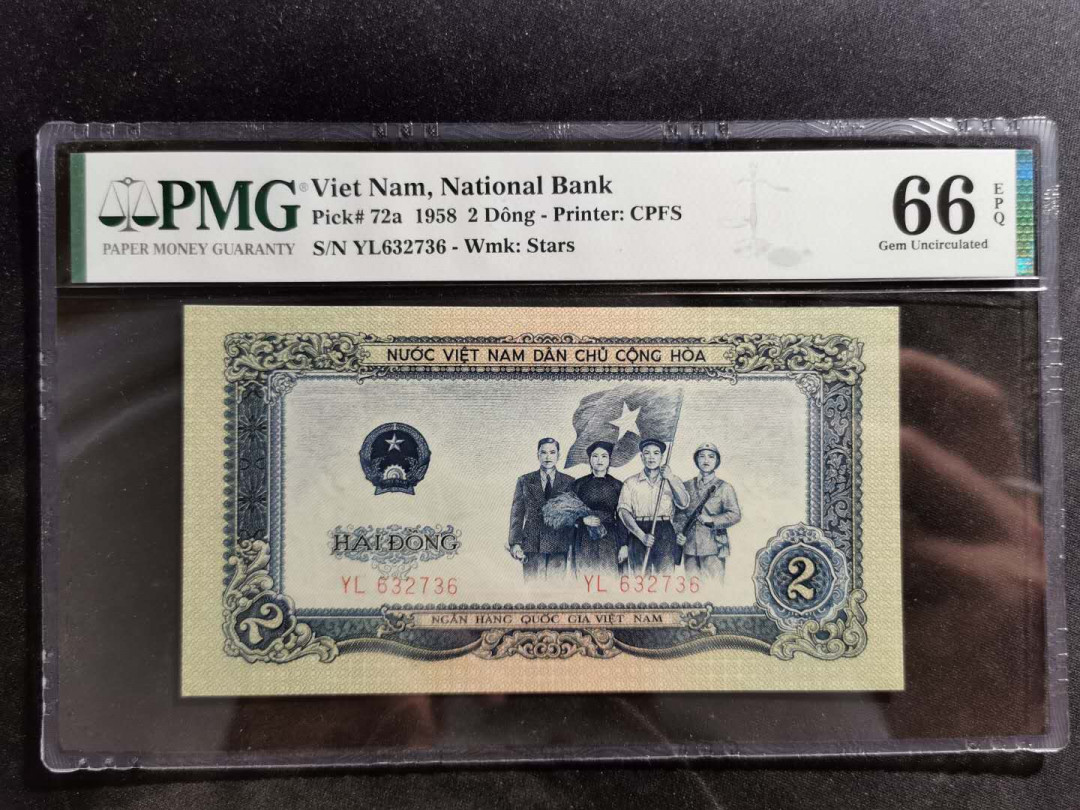 PMG®
PAPER MONEY GUARANTY
Viet Nam, National Bank
Pick# 72a 1958 2 Dông - Printer: CPFS
S/N YL632736 - Wmk: Stars
66
EPQ
Gem Uncirculated
NƯỚC VIỆT NAM DÂN CHỦ CỘNG HÒA
HAI ĐỒNG
YL 632736
YL 632736
2
2
NGÂN HÀNG QUỐC GIA VIỆT NAM